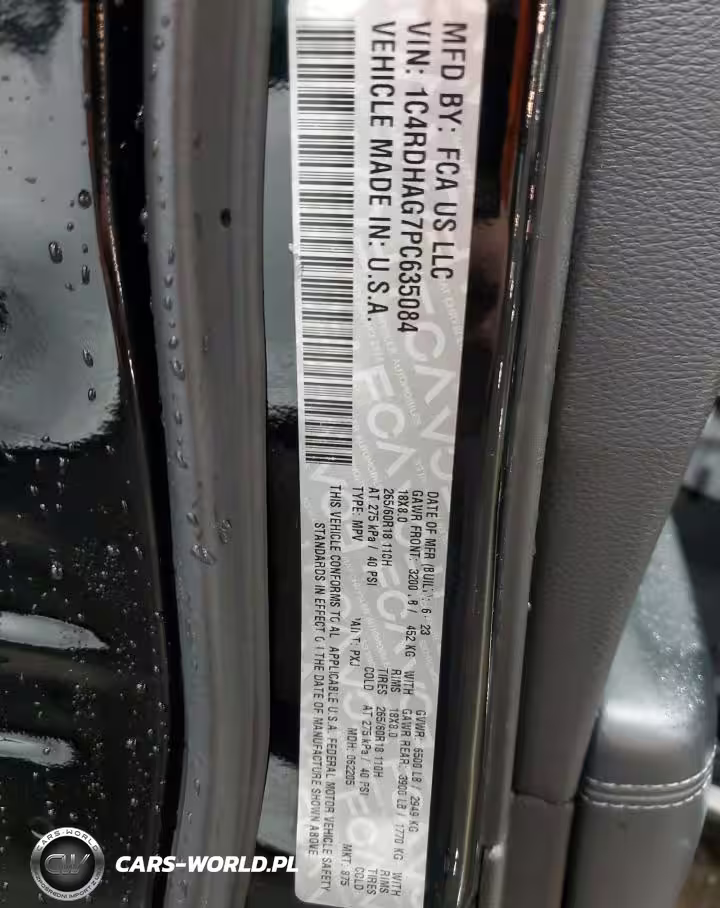 MFD BY: FCA US LLC
VIN: 1C4RDHAG7PC635084
VEHICLE MADE IN: U.S.A.
DATE OF MFR (BUILT): 6 - 23 GVWR: 6500 LB / 2949 KG
GAWR FRONT: 3200 LB / 1452 KG WITH GAWR REAR: 3900 LB / 1770 KG WITH
18X8.0 RIMS 18X8.0 RIMS
265/60R18 110H TIRES 265/60R18 110H TIRES
AT 275 kPa / 40 PSI COLD AT 275 kPa / 40 PSI COLD
TYPE: MPV PAINT: PXJ MDH: 062205 MKT: 875
THIS VEHICLE CONFORMS TO ALL APPLICABLE U.S.A. FEDERAL MOTOR VEHICLE SAFETY
STANDARDS IN EFFECT ON THE DATE OF MANUFACTURE SHOWN ABOVE
CARS-WORLD
CW
CARS-WORLD.PL